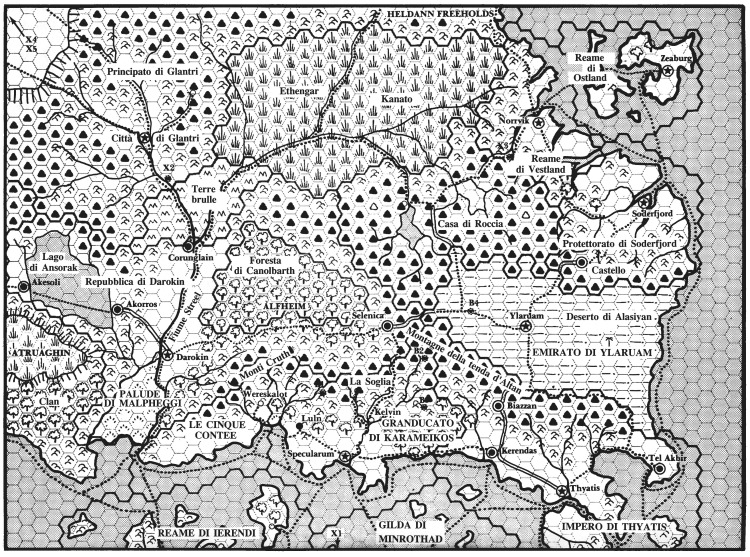 HELDANN FREEHOLDS
X4
X5
Principato di Glantri
Reame
di
Ostland
Zeaburg
Ethengar
Kanato
Città
di Glantri
Norrvik
X3
Reame
di Vestland
X2
Terre
brulle
Soderfjord
Casa di Roccia
Protettorato di Soderfjord
Corunglain
Lago
di Ansorak
Foresta
di Canolbarth
Castello
Akesoli
Repubblica di Darokin
Akorros
Fiume Streel
ALFHEIM
Selenica
B4
Ylaruam
Deserto di Alasiyan
ATRUAGHIN
Darokin
Monti Cruth
Montagne della tenda d'Alfan
B2
EMIRATO DI YLARUAM
Clan
PALUDE
DI MALPHEGGI
Wereskalot
La Soglia
LE CINQUE
CONTEE
Luln
Kelvin
GRANDUCATO
DI KARAMEIKOS
Biazzan
Specularum
Kerendas
Tel Akbir
Thyatis
REAME DI IERENDI
X1
GILDA DI
MINROTHAD
IMPERO DI THYATIS